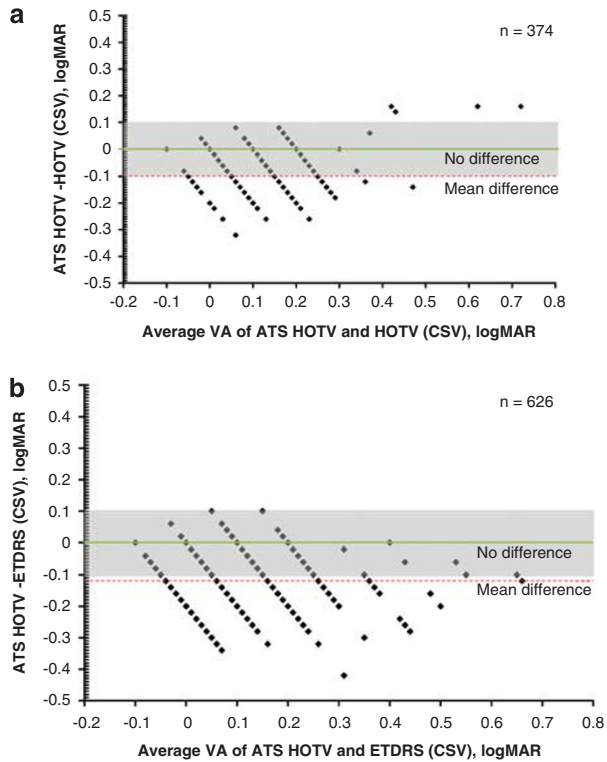 a
ATS HOTV -HOTV (CSV), logMAR
0.5
0.4
0.3
0.2
0.1
0
-0.1
-0.2
-0.3
-0.4
-0.5
n = 374
No difference
Mean difference
-0.2 -0.1 0 0.1 0.2 0.3 0.4 0.5 0.6 0.7 0.8
Average VA of ATS HOTV and HOTV (CSV), logMAR
b
ATS HOTV -ETDRS (CSV), logMAR
0.5
0.4
0.3
0.2
0.1
0
-0.1
-0.2
-0.3
-0.4
-0.5
n = 626
No difference
Mean difference
-0.2 -0.1 0 0.1 0.2 0.3 0.4 0.5 0.6 0.7 0.8
Average VA of ATS HOTV and ETDRS (CSV), logMAR